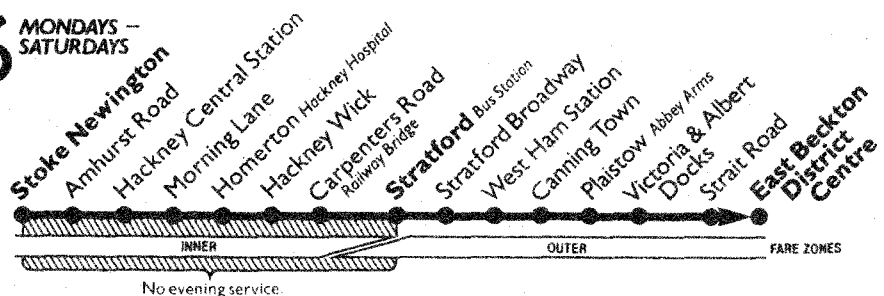 MONDAYS –
SATURDAYS
Stoke Newington
Amhurst Road
Hackney Central Station
Morning Lane
Homerton Hackney Hospital
Hackney Wick
Carpenters Road
Railway Bridge
Stratford Bus Station
Stratford Broadway
West Ham Station
Canning Town
Plaistow Abbey Arms
Victoria & Albert
Docks
Strait Road
East Beckton
District
Centre
INNER
OUTER
FARE ZONES
No evening service.